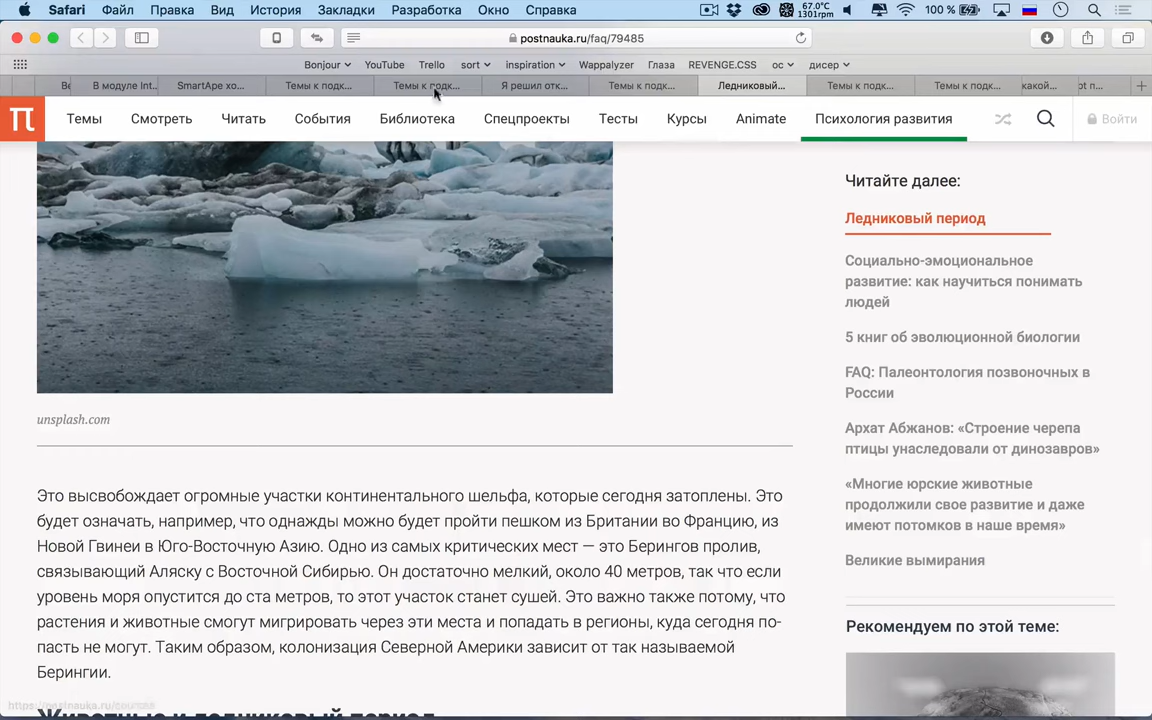 Safari Файл Правка Вид История Закладки Разработка Окно Справка 67.0°C 1301rpm 100 %
postnauka.ru/faq/79485
Bonjour YouTube Trello sort inspiration Wappalyzer Глаза REVENGE.CSS ос дисер
Ве В модуле Int... SmartApe хо... Темы к подк... Темы к подк... Я решил отк... Темы к подк... Ледниковый... Темы к подк... Темы к подк... какой...
π Темы Смотреть Читать События Библиотека Спецпроекты Тесты Курсы Animate Психология развития Войти
unsplash.com
Это высвобождает огромные участки континентального шельфа, которые сегодня затоплены. Это
будет означать, например, что однажды можно будет пройти пешком из Британии во Францию, из
Новой Гвинеи в Юго-Восточную Азию. Одно из самых критических мест — это Берингов пролив,
связывающий Аляску с Восточной Сибирью. Он достаточно мелкий, около 40 метров, так что если
уровень моря опустится до ста метров, то этот участок станет сушей. Это важно также потому, что
растения и животные смогут мигрировать через эти места и попадать в регионы, куда сегодня по-
пасть не могут. Таким образом, колонизация Северной Америки зависит от так называемой
Берингии.
Животные и ледниковый период
Читайте далее:
Ледниковый период
Социально-эмоциональное
развитие: как научиться понимать
людей
5 книг об эволюционной биологии
FAQ: Палеонтология позвоночных в
России
Архат Абжанов: «Строение черепа
птицы унаследовали от динозавров»
«Многие юрские животные
продолжили свое развитие и даже
имеют потомков в наше время»
Великие вымирания
Рекомендуем по этой теме: